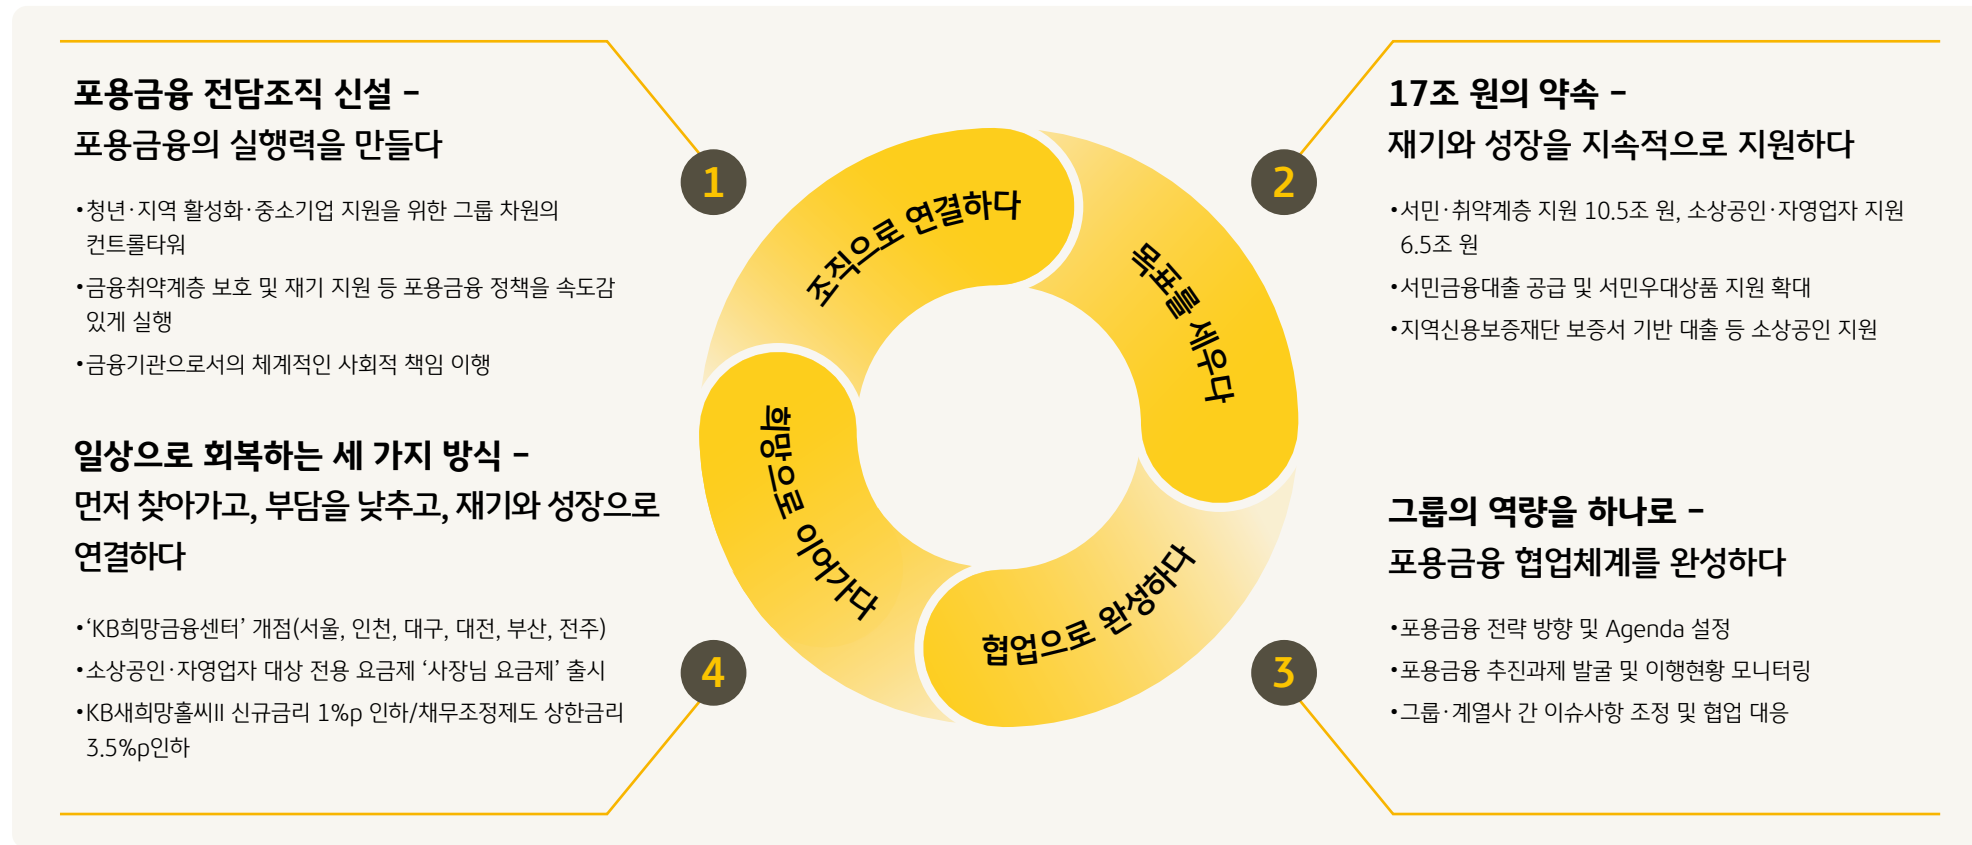 포용금융 전담조직 신설 –
포용금융의 실행력을 만들다
•청년·지역 활성화·중소기업 지원을 위한 그룹 차원의
컨트롤타워
•금융취약계층 보호 및 재기 지원 등 포용금융 정책을 속도감
있게 실행
•금융기관으로서의 체계적인 사회적 책임 이행
1
조직으로 연결하다
17조 원의 약속 –
재기와 성장을 지속적으로 지원하다
•서민·취약계층 지원 10.5조 원, 소상공인·자영업자 지원
6.5조 원
•서민금융대출 공급 및 서민우대상품 지원 확대
•지역신용보증재단 보증서 기반 대출 등 소상공인 지원
2
목표를 세우다
그룹의 역량을 하나로 –
포용금융 협업체계를 완성하다
•포용금융 전략 방향 및 Agenda 설정
•포용금융 추진과제 발굴 및 이행현황 모니터링
•그룹·계열사 간 이슈사항 조정 및 협업 대응
3
협업으로 완성하다
일상으로 회복하는 세 가지 방식 –
먼저 찾아가고, 부담을 낮추고, 재기와 성장으로
연결하다
•‘KB희망금융센터’ 개점(서울, 인천, 대구, 대전, 부산, 전주)
•소상공인·자영업자 대상 전용 요금제 ‘사장님 요금제’ 출시
•KB새희망홀씨II 신규금리 1%p 인하/채무조정제도 상한금리
3.5%p인하
4
희망으로 이어가다